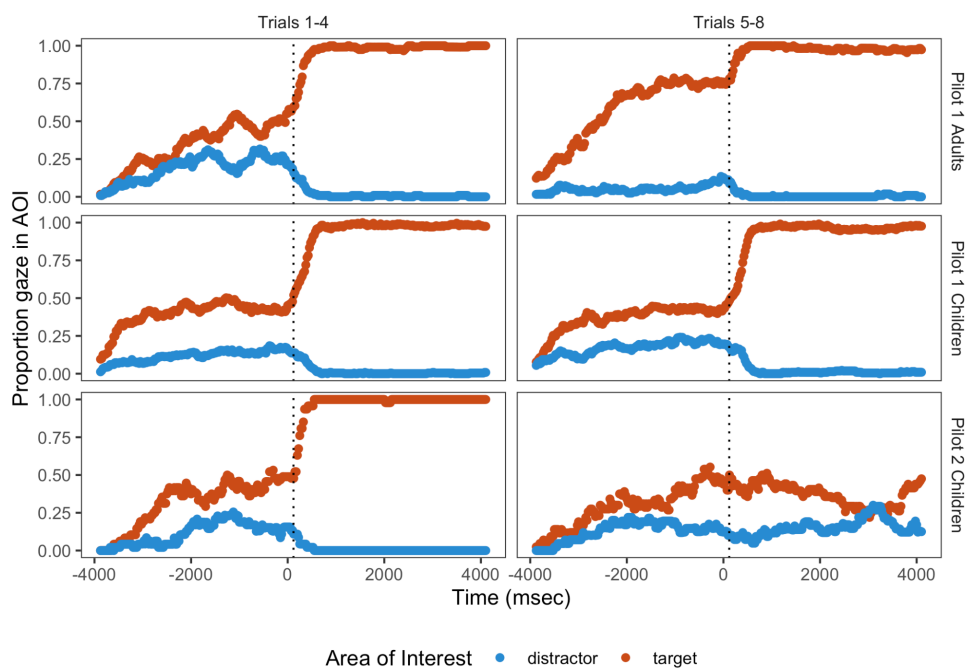 Trials 1-4
Trials 5-8
Proportion gaze in AOI
1.00
0.75
0.50
0.25
0.00
Pilot 1 Adults
1.00
0.75
0.50
0.25
0.00
Pilot 1 Children
1.00
0.75
0.50
0.25
0.00
Pilot 2 Children
-4000 -2000 0 2000 4000
-4000 -2000 0 2000 4000
Time (msec)
Area of Interest distractor target